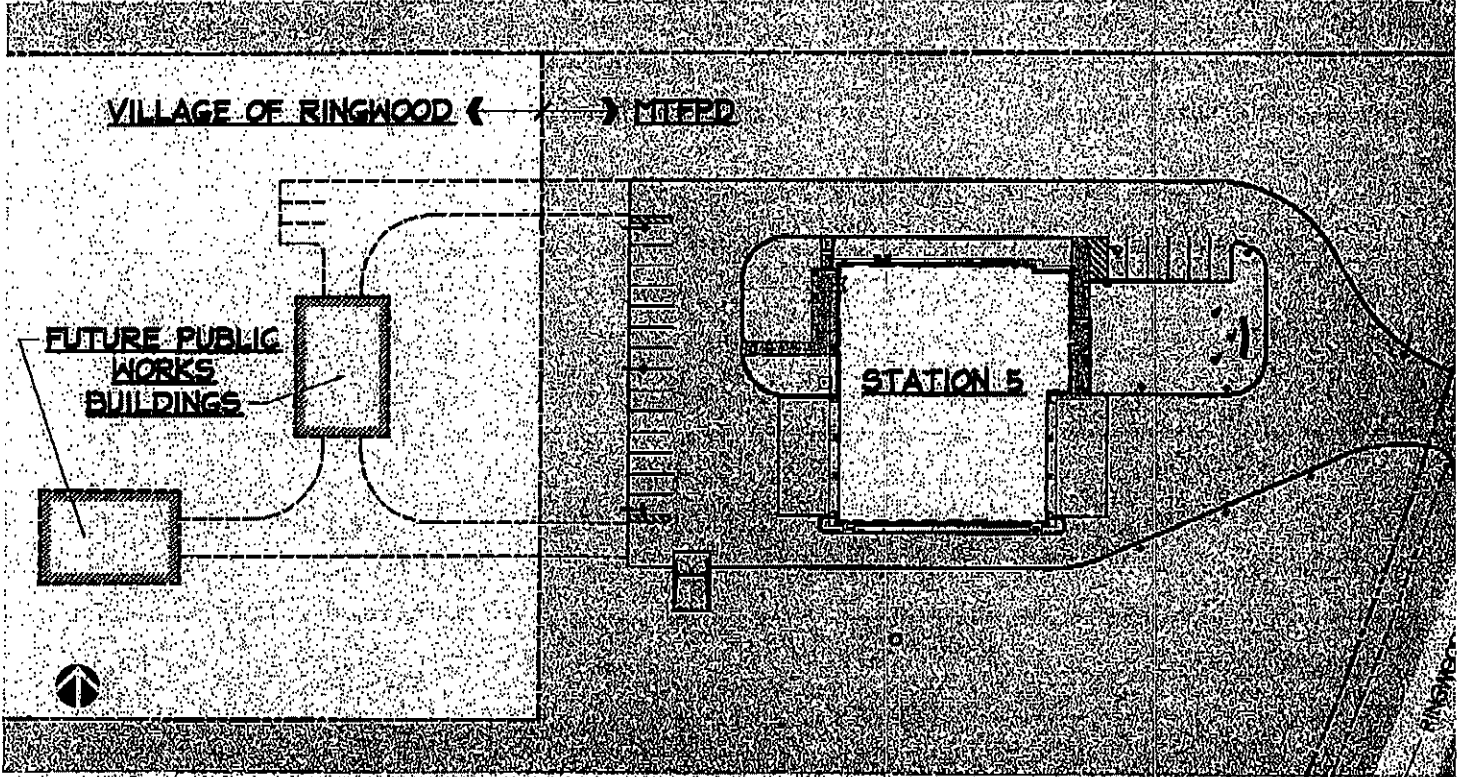 VILLAGE OF RINGWOOD
MTFPD
FUTURE PUBLIC
WORKS
BUILDINGS
STATION 5